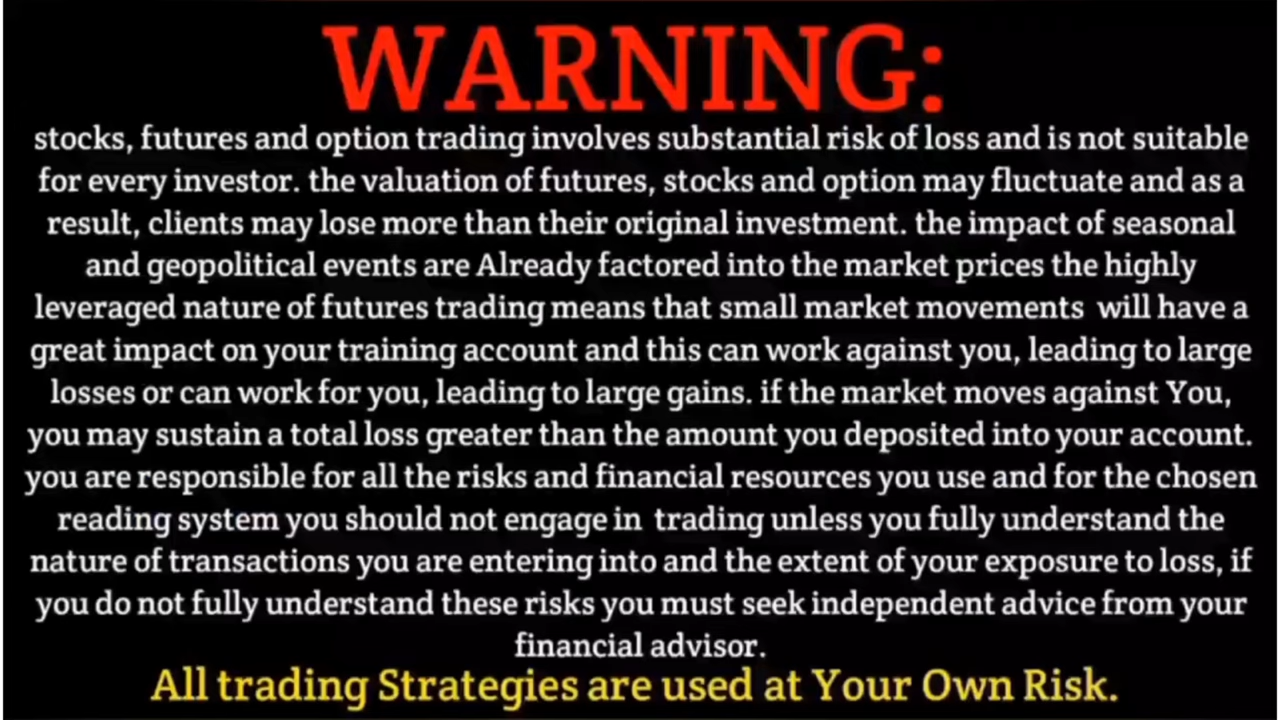 WARNING:
stocks, futures and option trading involves substantial risk of loss and is not suitable
for every investor. the valuation of futures, stocks and option may fluctuate and as a
result, clients may lose more than their original investment. the impact of seasonal
and geopolitical events are Already factored into the market prices the highly
leveraged nature of futures trading means that small market movements will have a
great impact on your training account and this can work against you, leading to large
losses or can work for you, leading to large gains. if the market moves against You,
you may sustain a total loss greater than the amount you deposited into your account.
you are responsible for all the risks and financial resources you use and for the chosen
reading system you should not engage in trading unless you fully understand the
nature of transactions you are entering into and the extent of your exposure to loss, if
you do not fully understand these risks you must seek independent advice from your
financial advisor.
All trading Strategies are used at Your Own Risk.